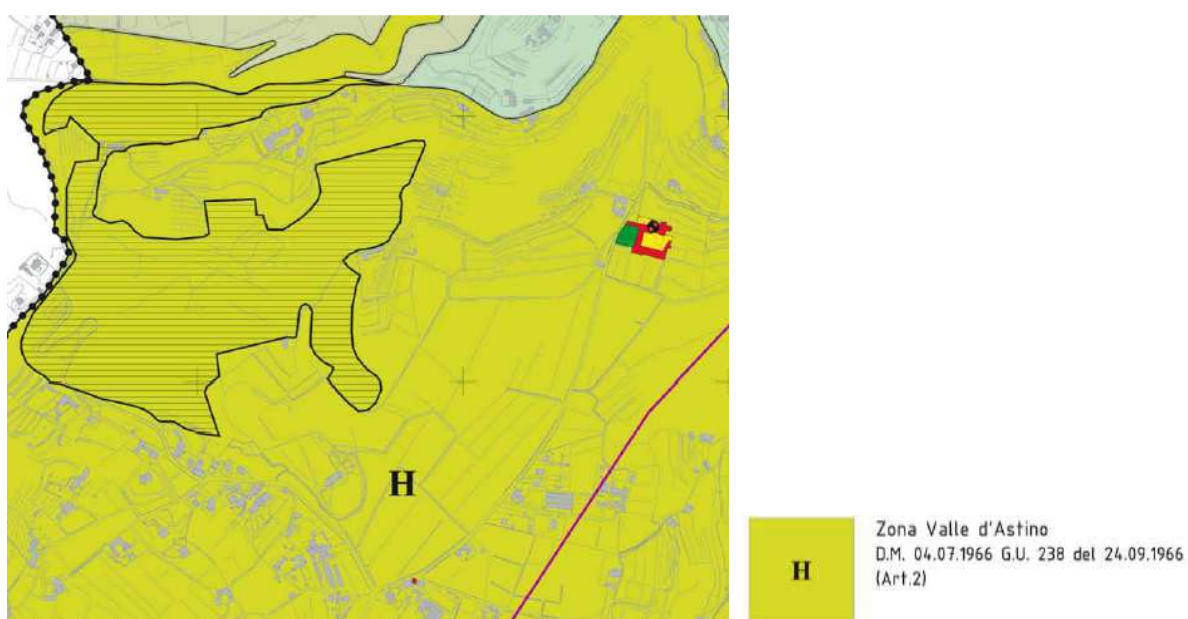 H
H
Zona Valle d'Astino
D.M. 04.07.1966 G.U. 238 del 24.09.1966
(Art.2)